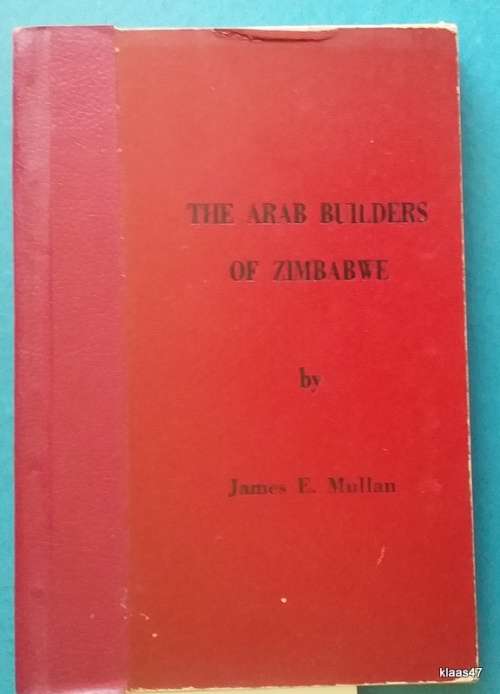 THE ARAB BUILDERS
OF ZIMBABWE
by
James E. Mullan
klaas47